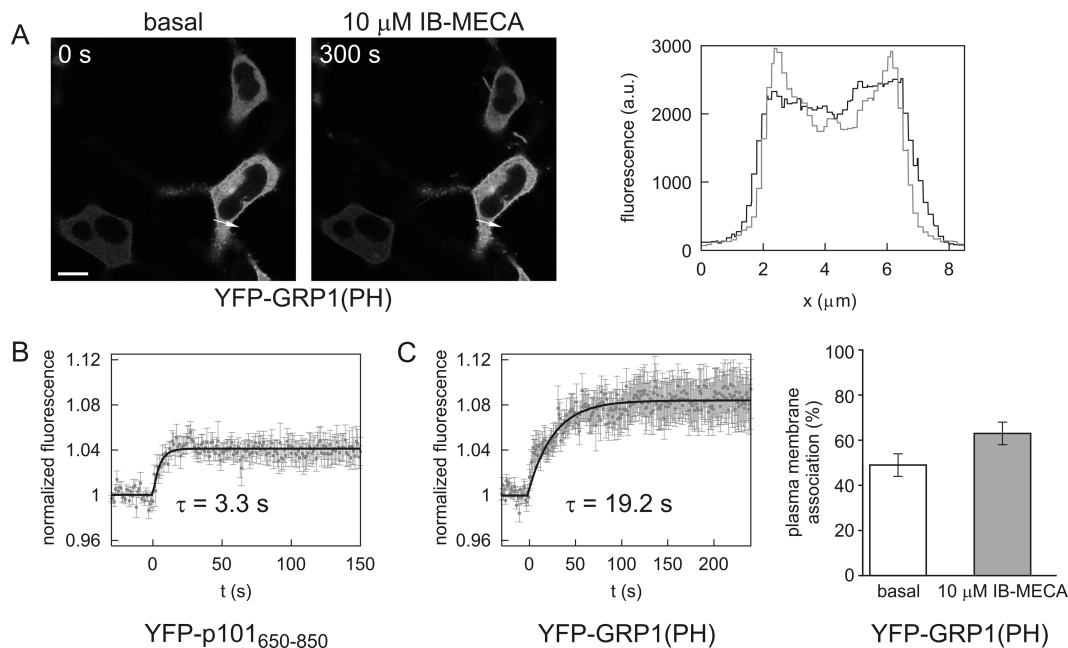 A
basal
10 μM IB-MECA
0 s
300 s
YFP-GRP1(PH)
fluorescence (a.u.)
3000
2000
1000
0
0 2 4 6 8
x (μm)
B
normalized fluorescence
1.12
1.08
1.04
1
0.96
τ = 3.3 s
0 50 100 150
t (s)
YFP-p101650-850
C
normalized fluorescence
1.12
1.08
1.04
1
0.96
τ = 19.2 s
0 50 100 150 200
t (s)
YFP-GRP1(PH)
plasma membrane
association (%)
100
80
60
40
20
0
basal 10 μM IB-MECA
YFP-GRP1(PH)